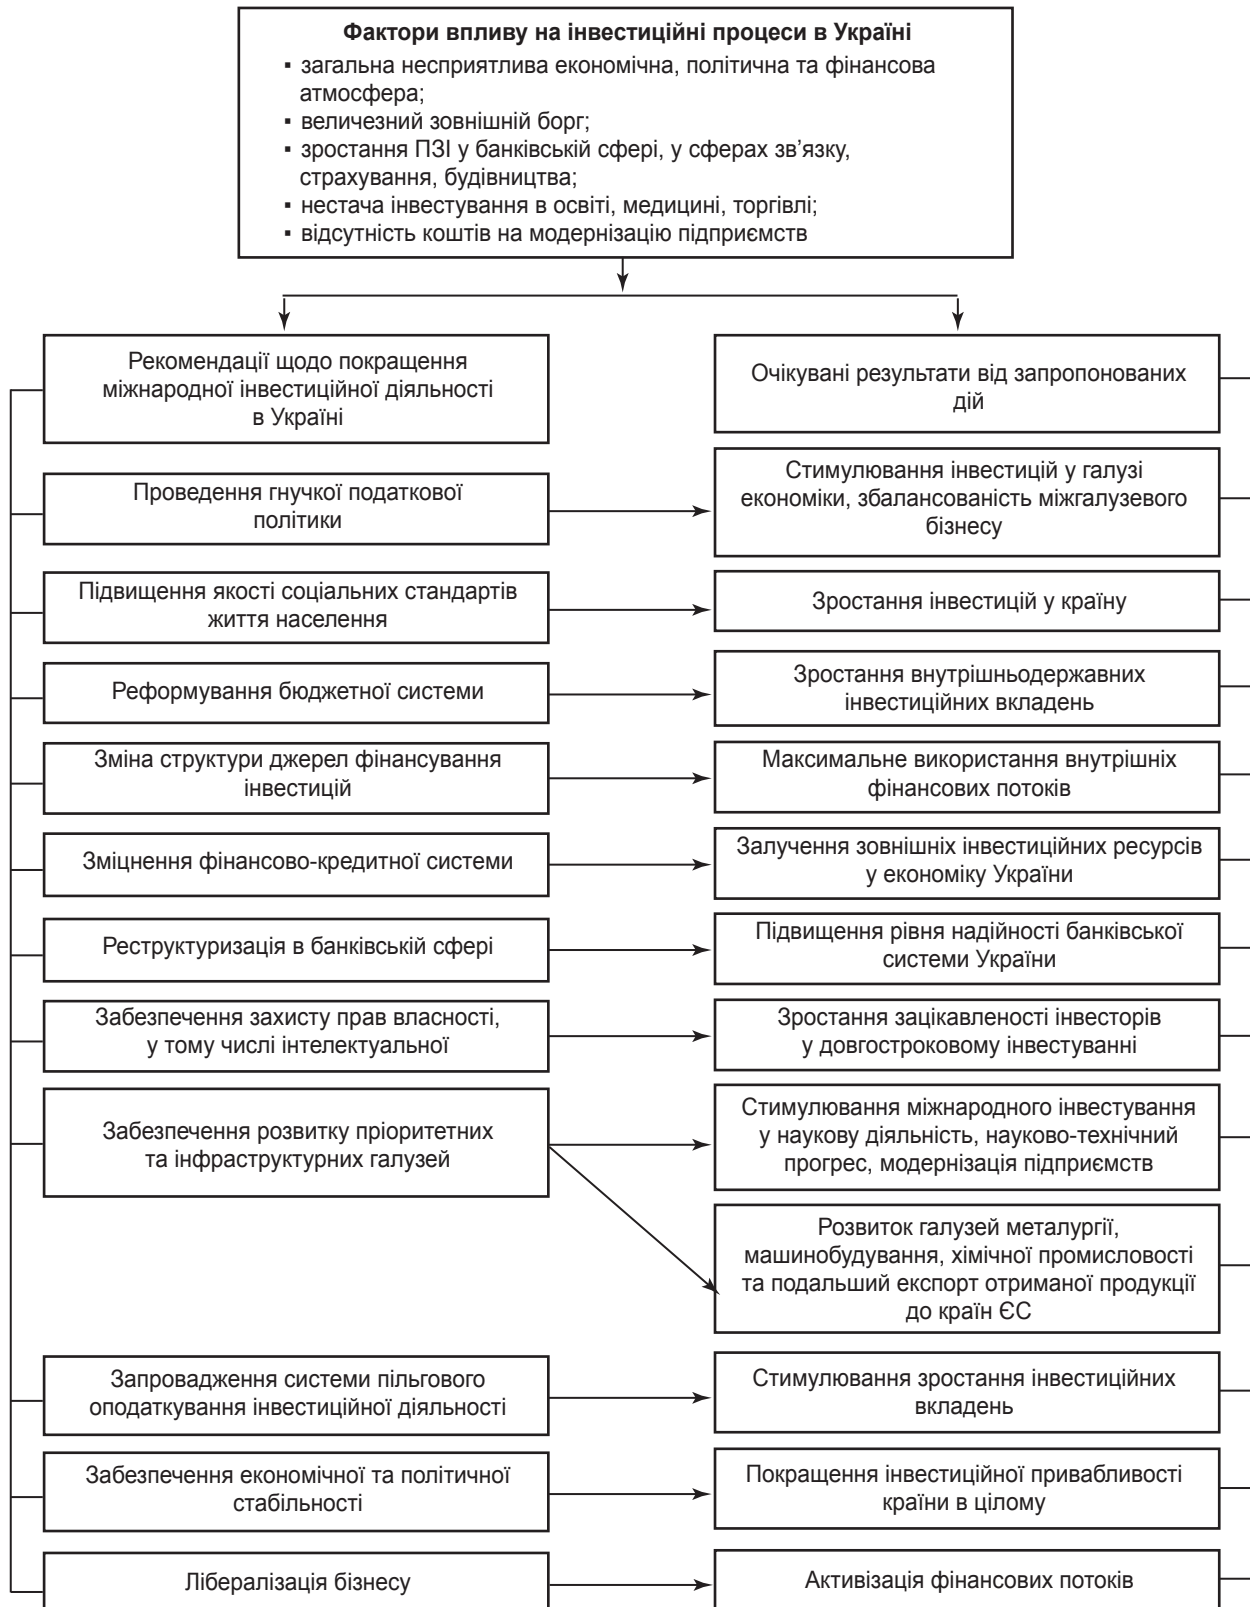 Фактори впливу на інвестиційні процеси в Україні
▪ загальна несприятлива економічна, політична та фінансова
атмосфера;
▪ величезний зовнішній борг;
▪ зростання ПЗІ у банківській сфері, у сферах зв’язку,
страхування, будівництва;
▪ нестача інвестування в освіті, медицині, торгівлі;
▪ відсутність коштів на модернізацію підприємств
Рекомендації щодо покращення
міжнародної інвестиційної діяльності
в Україні
Очікувані результати від запропонованих
дій
Проведення гнучкої податкової
політики
Стимулювання інвестицій у галузі
економіки, збалансованість міжгалузевого
бізнесу
Підвищення якості соціальних стандартів
життя населення
Зростання інвестицій у країну
Реформування бюджетної системи
Зростання внутрішньодержавних
інвестиційних вкладень
Зміна структури джерел фінансування
інвестицій
Максимальне використання внутрішніх
фінансових потоків
Зміцнення фінансово-кредитної системи
Залучення зовнішніх інвестиційних ресурсів
у економіку України
Реструктуризація в банківській сфері
Підвищення рівня надійності банківської
системи України
Забезпечення захисту прав власності,
у тому числі інтелектуальної
Зростання зацікавленості інвесторів
у довгостроковому інвестуванні
Забезпечення розвитку пріоритетних
та інфраструктурних галузей
Стимулювання міжнародного інвестування
у наукову діяльність, науково-технічний
прогрес, модернізація підприємств
Розвиток галузей металургії,
машинобудування, хімічної промисловості
та подальший експорт отриманої продукції
до країн ЄС
Запровадження системи пільгового
оподаткування інвестиційної діяльності
Стимулювання зростання інвестиційних
вкладень
Забезпечення економічної та політичної
стабільності
Покращення інвестиційної привабливості
країни в цілому
Лібералізація бізнесу
Активізація фінансових потоків